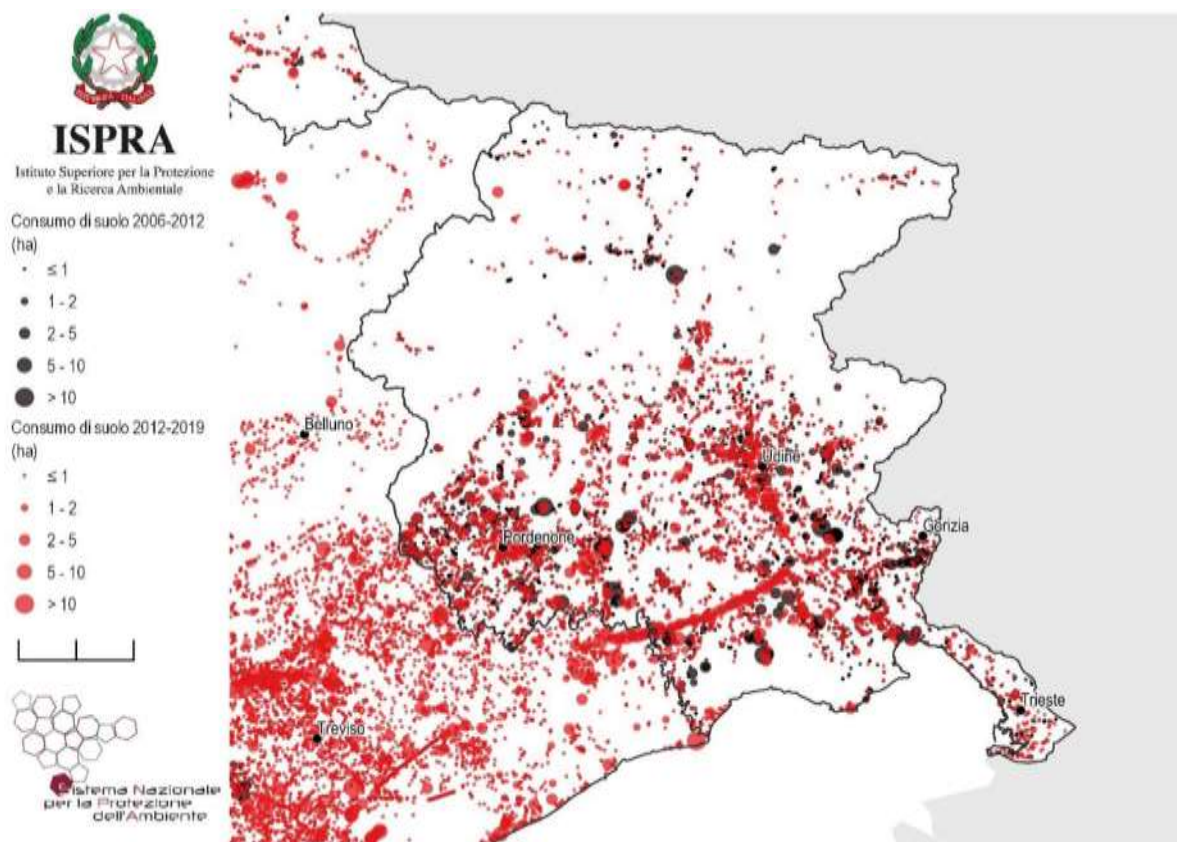 REPVBBLICA ITALIANA
ISPRA
Istituto Superiore per la Protezione
e la Ricerca Ambientale
Consumo di suolo 2006-2012
(ha)
≤ 1
1 - 2
2 - 5
5 - 10
> 10
Consumo di suolo 2012-2019
(ha)
≤ 1
1 - 2
2 - 5
5 - 10
> 10
Sistema Nazionale
per la Protezione
dell'Ambiente
Belluno
Udine
Pordenone
Gorizia
Treviso
Trieste